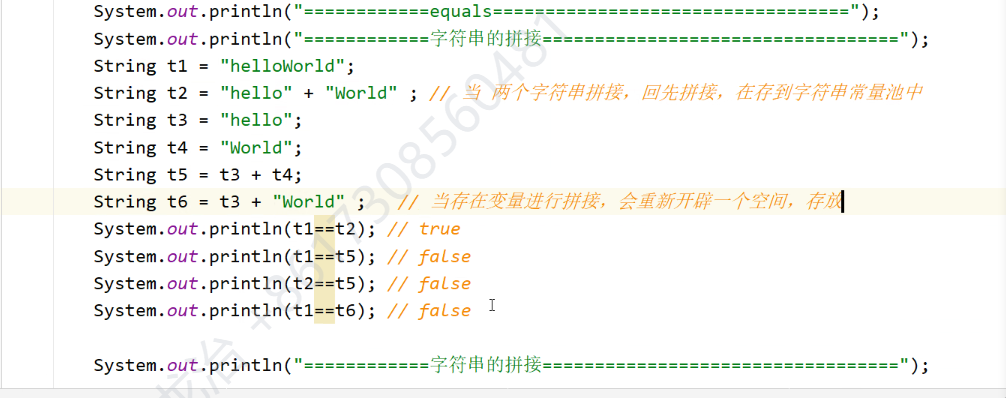 System.out.println("============equals==================================");
System.out.println("============字符串的拼接==================================");
String t1 = "helloWorld";
String t2 = "hello" + "World" ; // 当 两个字符串拼接，回先拼接，在存到字符串常量池中
String t3 = "hello";
String t4 = "World";
String t5 = t3 + t4;
String t6 = t3 + "World" ;   // 当存在变量进行拼接，会重新开辟一个空间，存放
System.out.println(t1==t2); // true
System.out.println(t1==t5); // false
System.out.println(t2==t5); // false
System.out.println(t1==t6); // false
System.out.println("============字符串的拼接==================================");